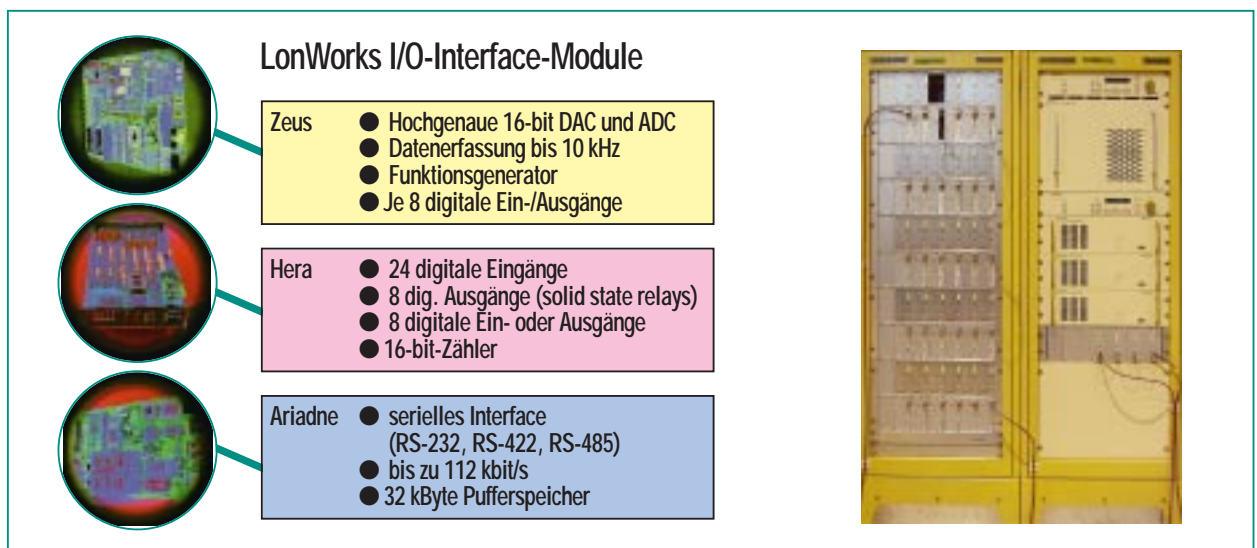 LonWorks I/O-Interface-Module
Zeus ● Hochgenaue 16-bit DAC und ADC
● Datenerfassung bis 10 kHz
● Funktionsgenerator
● Je 8 digitale Ein-/Ausgänge
Hera ● 24 digitale Eingänge
● 8 dig. Ausgänge (solid state relays)
● 8 digitale Ein- oder Ausgänge
● 16-bit-Zähler
Ariadne ● serielles Interface
(RS-232, RS-422, RS-485)
● bis zu 112 kbit/s
● 32 kByte Pufferspeicher